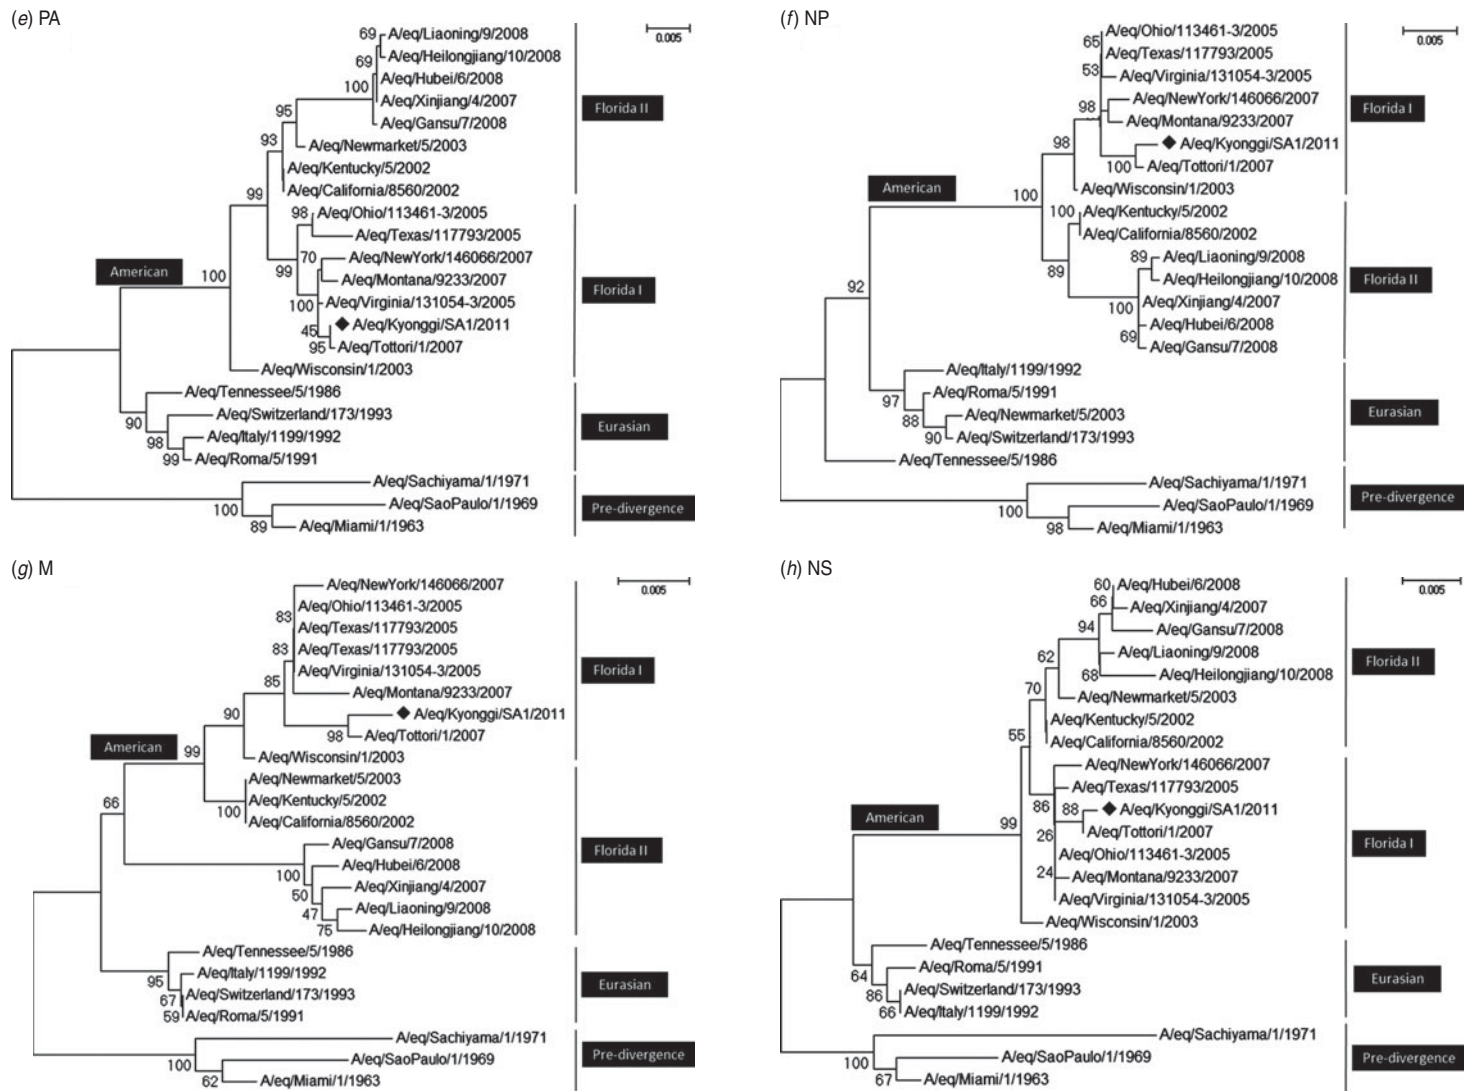 (e) PA
0.005
69
A/eq/Liaoning/9/2008
A/eq/Heilongjiang/10/2008
69
A/eq/Hubei/6/2008
100
A/eq/Xinjiang/4/2007
A/eq/Gansu/7/2008
95
A/eq/Newmarket/5/2003
93
A/eq/Kentucky/5/2002
A/eq/California/8560/2002
99
Florida II
98
A/eq/Ohio/113461-3/2005
A/eq/Texas/117793/2005
70
A/eq/NewYork/146066/2007
99
A/eq/Montana/9233/2007
American
100
100
A/eq/Virginia/131054-3/2005
45
A/eq/Kyonggi/SA1/2011
95
A/eq/Tottori/1/2007
Florida I
A/eq/Wisconsin/1/2003
A/eq/Tennessee/5/1986
90
A/eq/Switzerland/173/1993
98
A/eq/Italy/1199/1992
99
A/eq/Roma/5/1991
Eurasian
A/eq/Sachiyama/1/1971
100
A/eq/SaoPaulo/1/1969
89
A/eq/Miami/1/1963
Pre-divergence
(f) NP
0.005
A/eq/Ohio/113461-3/2005
65
A/eq/Texas/117793/2005
53
A/eq/Virginia/131054-3/2005
A/eq/NewYork/146066/2007
98
A/eq/Montana/9233/2007
98
A/eq/Kyonggi/SA1/2011
100
A/eq/Tottori/1/2007
Florida I
American
100
A/eq/Wisconsin/1/2003
100
A/eq/Kentucky/5/2002
A/eq/California/8560/2002
89
89
A/eq/Liaoning/9/2008
A/eq/Heilongjiang/10/2008
100
A/eq/Xinjiang/4/2007
A/eq/Hubei/6/2008
69
A/eq/Gansu/7/2008
Florida II
92
A/eq/Italy/1199/1992
97
A/eq/Roma/5/1991
88
A/eq/Newmarket/5/2003
90
A/eq/Switzerland/173/1993
A/eq/Tennessee/5/1986
Eurasian
A/eq/Sachiyama/1/1971
100
A/eq/SaoPaulo/1/1969
98
A/eq/Miami/1/1963
Pre-divergence
(g) M
0.005
A/eq/NewYork/146066/2007
A/eq/Ohio/113461-3/2005
83
A/eq/Texas/117793/2005
83
A/eq/Texas/117793/2005
A/eq/Virginia/131054-3/2005
85
A/eq/Montana/9233/2007
90
A/eq/Kyonggi/SA1/2011
98
A/eq/Tottori/1/2007
Florida I
American
99
A/eq/Wisconsin/1/2003
A/eq/Newmarket/5/2003
A/eq/Kentucky/5/2002
100
A/eq/California/8560/2002
66
A/eq/Gansu/7/2008
A/eq/Hubei/6/2008
100
A/eq/Xinjiang/4/2007
50
A/eq/Liaoning/9/2008
47
A/eq/Heilongjiang/10/2008
75
Florida II
A/eq/Tennessee/5/1986
95
A/eq/Italy/1199/1992
67
A/eq/Switzerland/173/1993
59
A/eq/Roma/5/1991
Eurasian
A/eq/Sachiyama/1/1971
100
A/eq/SaoPaulo/1/1969
62
A/eq/Miami/1/1963
Pre-divergence
(h) NS
0.005
60
A/eq/Hubei/6/2008
66
A/eq/Xinjiang/4/2007
94
A/eq/Gansu/7/2008
A/eq/Liaoning/9/2008
62
68
A/eq/Heilongjiang/10/2008
70
A/eq/Newmarket/5/2003
A/eq/Kentucky/5/2002
55
A/eq/California/8560/2002
Florida II
A/eq/NewYork/146066/2007
A/eq/Texas/117793/2005
86
88
A/eq/Kyonggi/SA1/2011
American
99
26
A/eq/Tottori/1/2007
A/eq/Ohio/113461-3/2005
24
A/eq/Montana/9233/2007
A/eq/Virginia/131054-3/2005
Florida I
A/eq/Wisconsin/1/2003
A/eq/Tennessee/5/1986
64
A/eq/Roma/5/1991
86
A/eq/Switzerland/173/1993
66
A/eq/Italy/1199/1992
Eurasian
A/eq/Sachiyama/1/1971
100
A/eq/SaoPaulo/1/1969
67
A/eq/Miami/1/1963
Pre-divergence